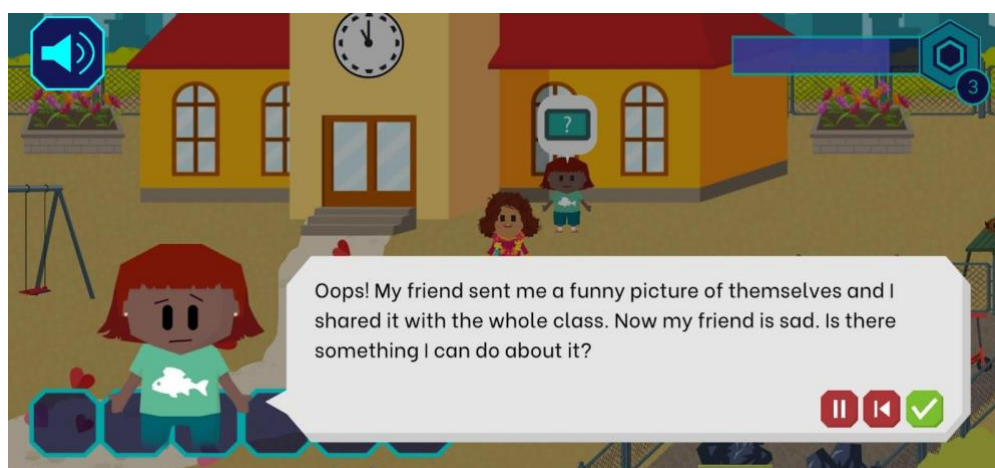 3
?
Oops! My friend sent me a funny picture of themselves and I
shared it with the whole class. Now my friend is sad. Is there
something I can do about it?